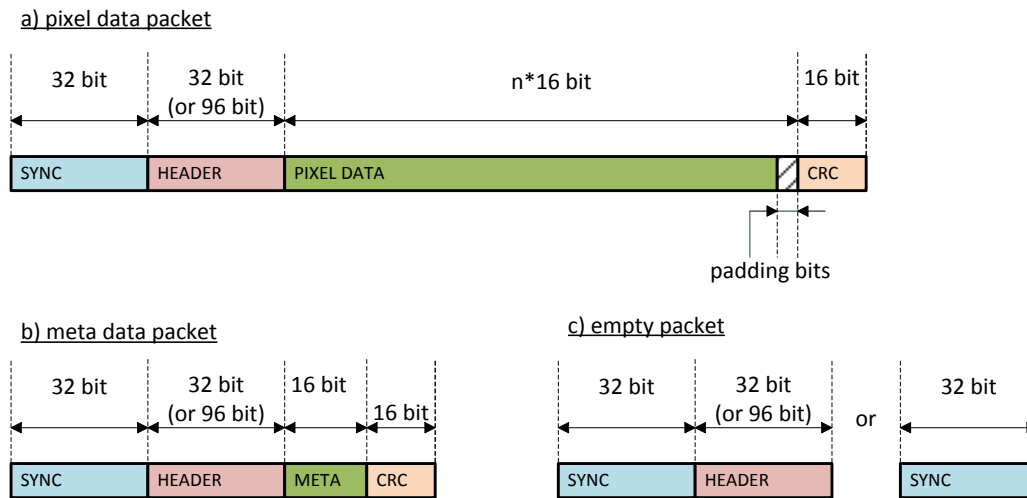 a) pixel data packet
32 bit
32 bit
(or 96 bit)
n*16 bit
16 bit
SYNC
HEADER
PIXEL DATA
CRC
padding bits
b) meta data packet
32 bit
32 bit
(or 96 bit)
16 bit
16 bit
SYNC
HEADER
META
CRC
c) empty packet
32 bit
32 bit
(or 96 bit)
or
32 bit
SYNC
HEADER
SYNC